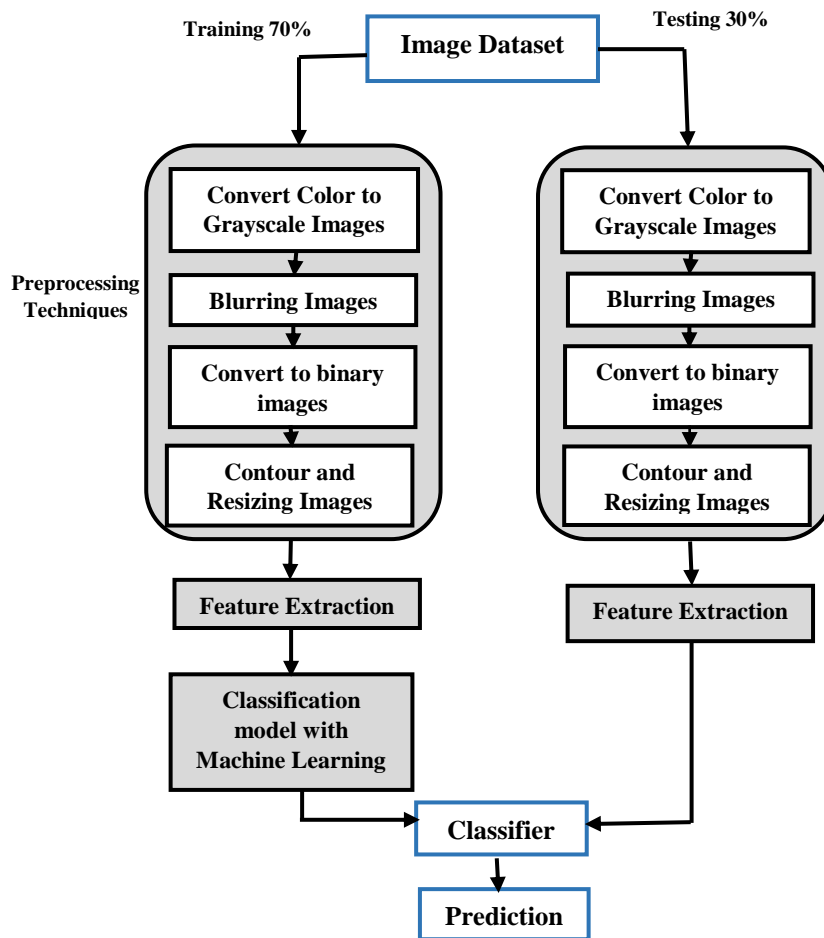 Training 70%
Image Dataset
Testing 30%
Convert Color to
Grayscale Images
Blurring Images
Convert to binary
images
Contour and
Resizing Images
Preprocessing
Techniques
Feature Extraction
Classification
model with
Machine Learning
Convert Color to
Grayscale Images
Blurring Images
Convert to binary
images
Contour and
Resizing Images
Feature Extraction
Classifier
Prediction